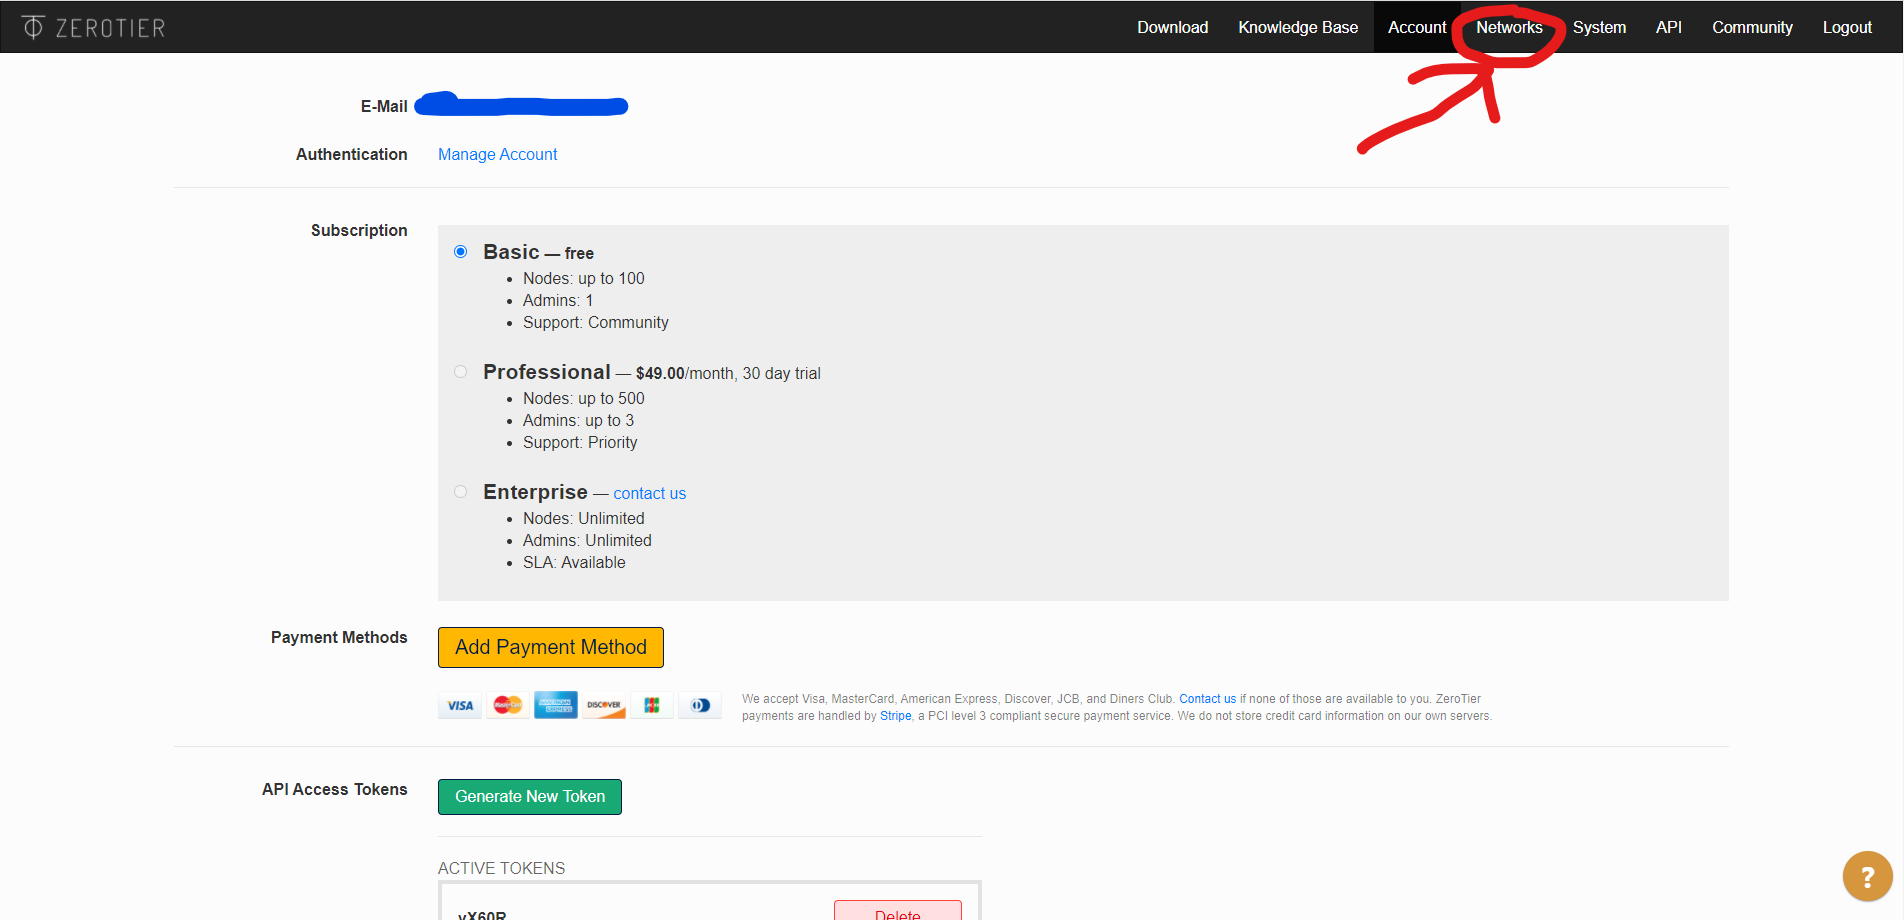 ZEROTIER
Download Knowledge Base Account Networks System API Community Logout
E-Mail
Authentication Manage Account
Subscription
Basic — free
• Nodes: up to 100
• Admins: 1
• Support: Community
Professional — $49.00/month, 30 day trial
• Nodes: up to 500
• Admins: up to 3
• Support: Priority
Enterprise — contact us
• Nodes: Unlimited
• Admins: Unlimited
• SLA: Available
Payment Methods Add Payment Method
VISA MasterCard AMERICAN EXPRESS DISCOVER JCB
We accept Visa, MasterCard, American Express, Discover, JCB, and Diners Club. Contact us if none of those are available to you. ZeroTier
payments are handled by Stripe, a PCI level 3 compliant secure payment service. We do not store credit card information on our own servers.
API Access Tokens Generate New Token
ACTIVE TOKENS
vX60R Delete
?